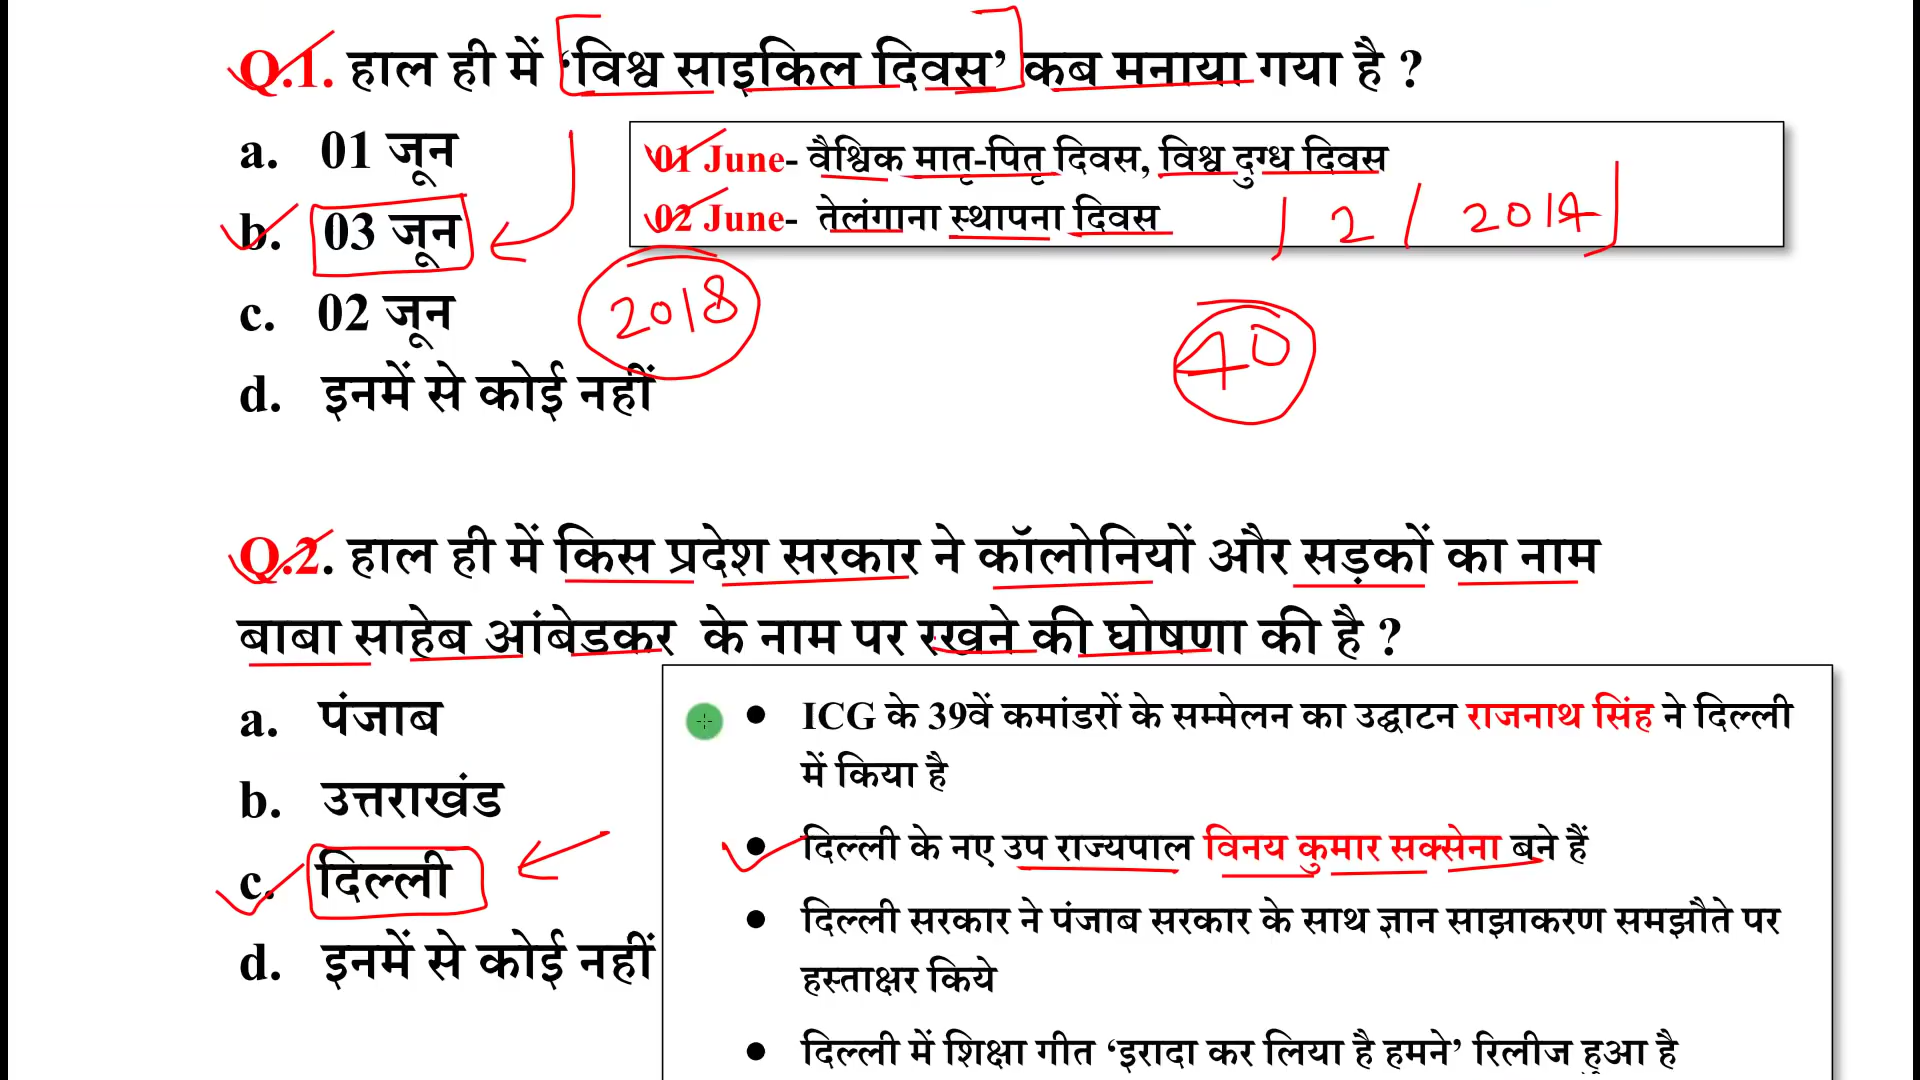 Q.1. हाल ही में ‘विश्व साइकिल दिवस’ कब मनाया गया है ?
a. 01 जून
01 June- वैश्विक मातृ-पितृ दिवस, विश्व दुग्ध दिवस
b. 03 जून
02 June- तेलंगाना स्थापना दिवस
/ 2 / 2014
c. 02 जून
2018
40
d. इनमें से कोई नहीं
Q.2. हाल ही में किस प्रदेश सरकार ने कॉलोनियों और सड़कों का नाम
बाबा साहेब आंबेडकर के नाम पर रखने की घोषणा की है ?
a. पंजाब
b. उत्तराखंड
c. दिल्ली
d. इनमें से कोई नहीं
• ICG के 39वें कमांडरों के सम्मेलन का उद्घाटन राजनाथ सिंह ने दिल्ली
में किया है
• दिल्ली के नए उप राज्यपाल विनय कुमार सक्सेना बने हैं
• दिल्ली सरकार ने पंजाब सरकार के साथ ज्ञान साझाकरण समझौते पर
हस्ताक्षर किये
• दिल्ली में शिक्षा गीत ‘इरादा कर लिया है हमने’ रिलीज हुआ है